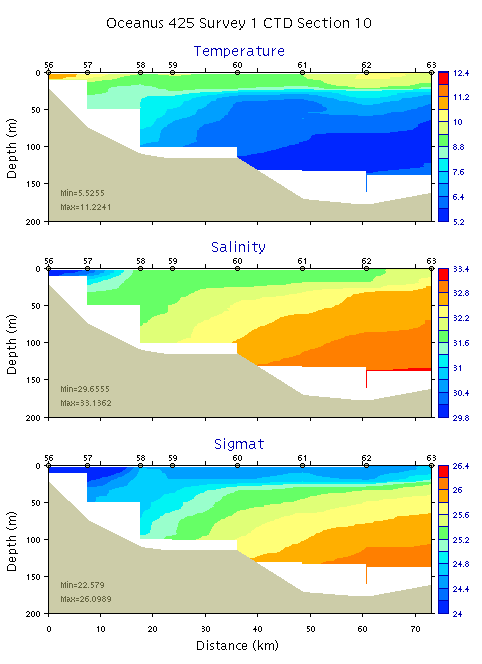 Oceanus 425 Survey 1 CTD Section 10
Temperature
56 57 58 59 60 61 62 63
0
50
100
150
200
Depth (m)
Min=5.5255
Max=11.2241
12.4
11.2
10
8.8
7.6
6.4
5.2
Salinity
56 57 58 59 60 61 62 63
0
50
100
150
200
Depth (m)
Min=29.6555
Max=33.1362
33.4
32.8
32.2
31.6
31
30.4
29.8
Sigmat
56 57 58 59 60 61 62 63
0
50
100
150
200
Depth (m)
Min=22.579
Max=26.0989
26.4
26
25.6
25.2
24.8
24.4
24
0 10 20 30 40 50 60 70
Distance (km)